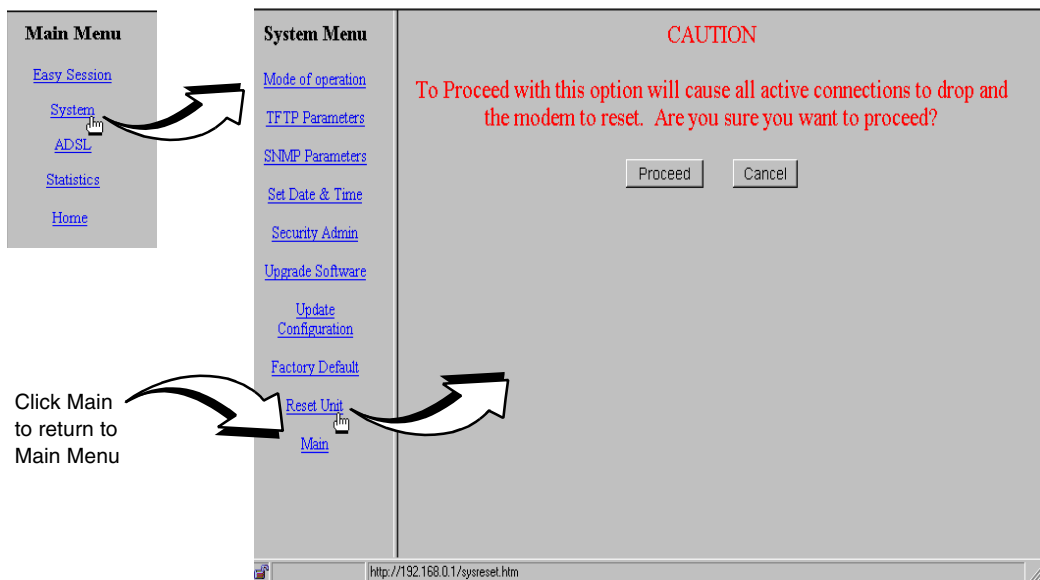 Main Menu
Easy Session
System
ADSL
Statistics
Home
Click Main
to return to
Main Menu
System Menu
Mode of operation
TFTP Parameters
SNMP Parameters
Set Date & Time
Security Admin
Upgrade Software
Update
Configuration
Factory Default
Reset Unit
Main
CAUTION
To Proceed with this option will cause all active connections to drop and
the modem to reset. Are you sure you want to proceed?
Proceed Cancel
http://192.168.0.1/sysreset.htm